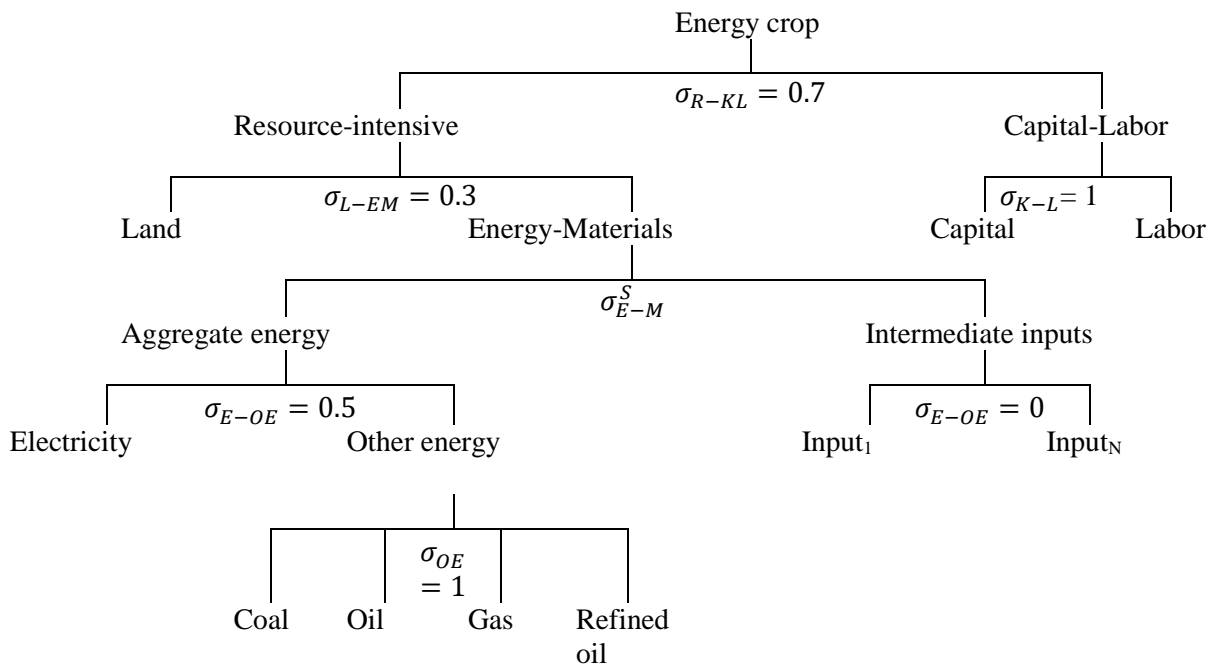 Energy crop
σ_{R−KL} = 0.7
Resource-intensive
Capital-Labor
σ_{L−EM} = 0.3
σ_{K−L}= 1
Land
Energy-Materials
Capital
Labor
σ^{S}_{E−M}
Aggregate energy
Intermediate inputs
σ_{E−OE} = 0.5
σ_{E−OE} = 0
Electricity
Other energy
Input₁
Input_N
σ_{OE}
= 1
Coal
Oil
Gas
Refined
oil